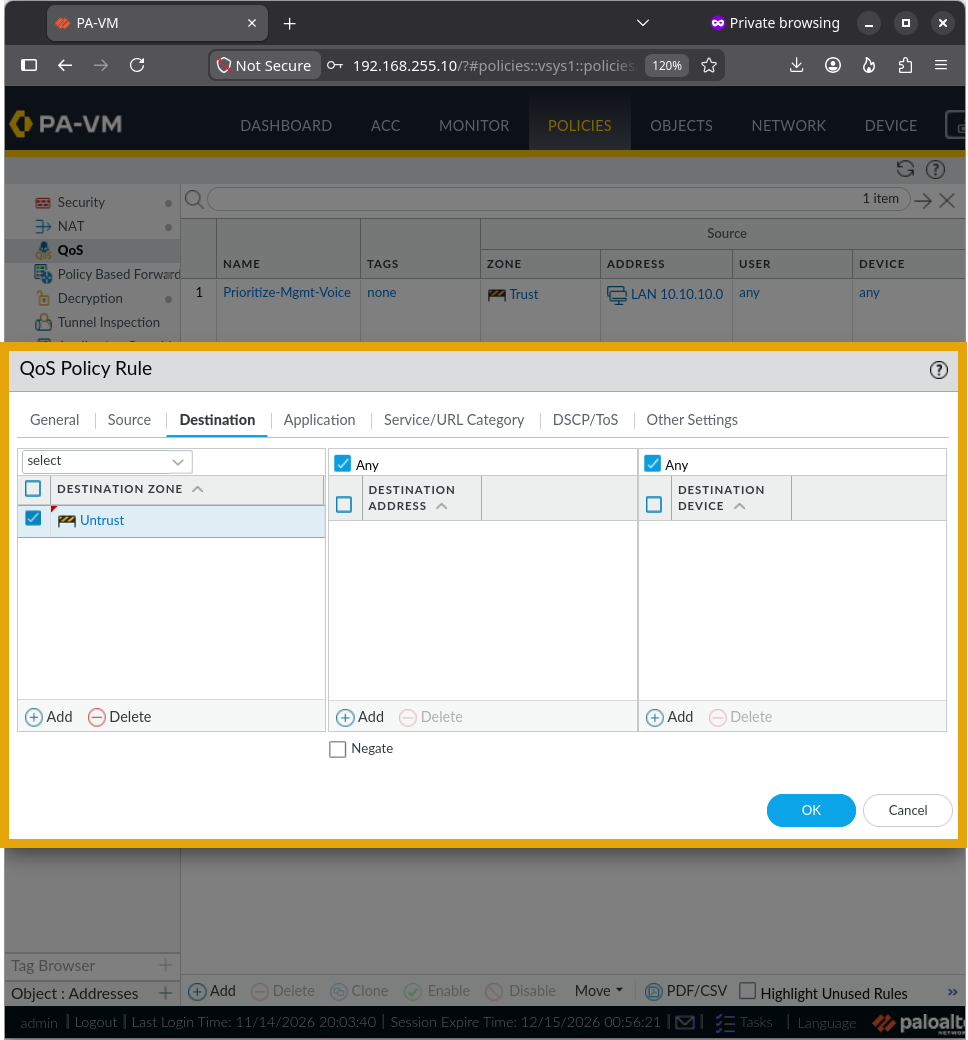 PA-VM
Private browsing
Not Secure 192.168.255.10/?#policies::vsys1::policies 120%
PA-VM DASHBOARD ACC MONITOR POLICIES OBJECTS NETWORK DEVICE
1 item
Security
NAT
QoS
Policy Based Forward
Decryption
Tunnel Inspection
Source
NAME TAGS ZONE ADDRESS USER DEVICE
1 Prioritize-Mgmt-Voice none Trust LAN 10.10.10.0 any any
QoS Policy Rule
General Source Destination Application Service/URL Category DSCP/ToS Other Settings
select
DESTINATION ZONE
Untrust
Add Delete
Any
DESTINATION
ADDRESS
Add Delete
Negate
Any
DESTINATION
DEVICE
Add Delete
OK Cancel
Tag Browser
Object : Addresses
Add Delete Clone Enable Disable Move PDF/CSV Highlight Unused Rules »
admin | Logout | Last Login Time: 11/14/2026 20:03:40 | Session Expire Time: 12/15/2026 00:56:21 | Tasks | Language
paloalt